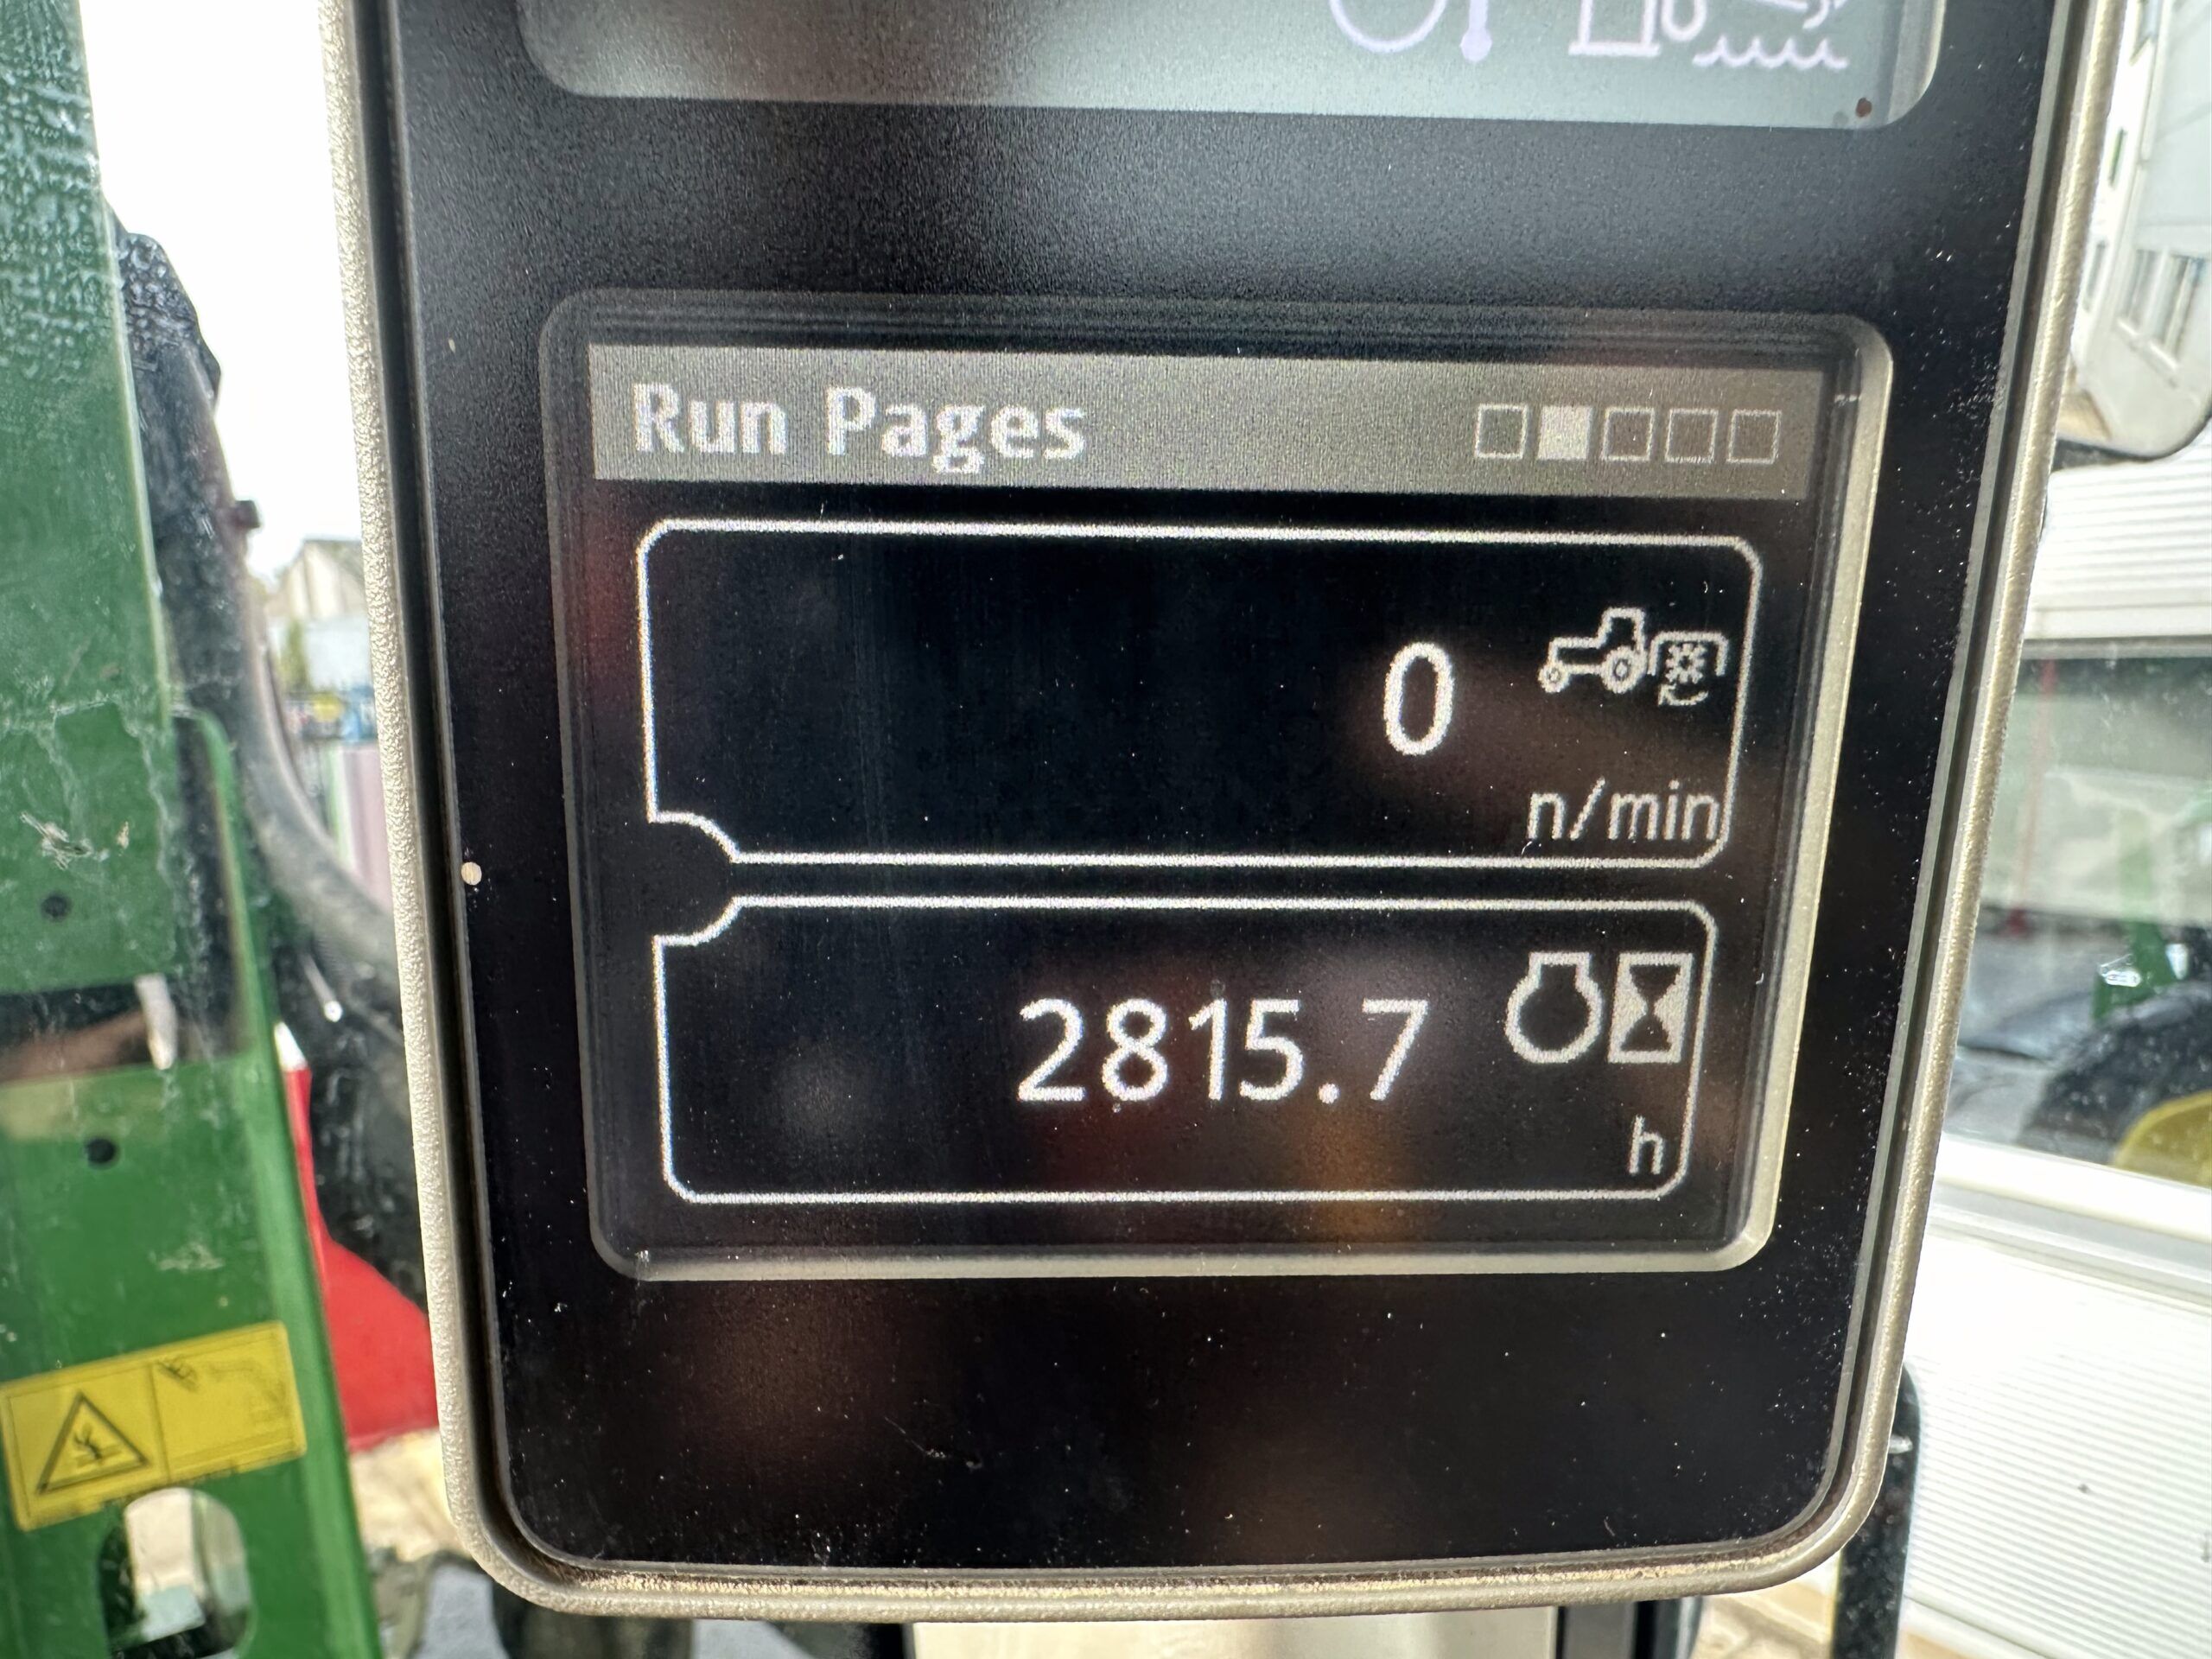 Run Pages
0
n/min
2815.7
h